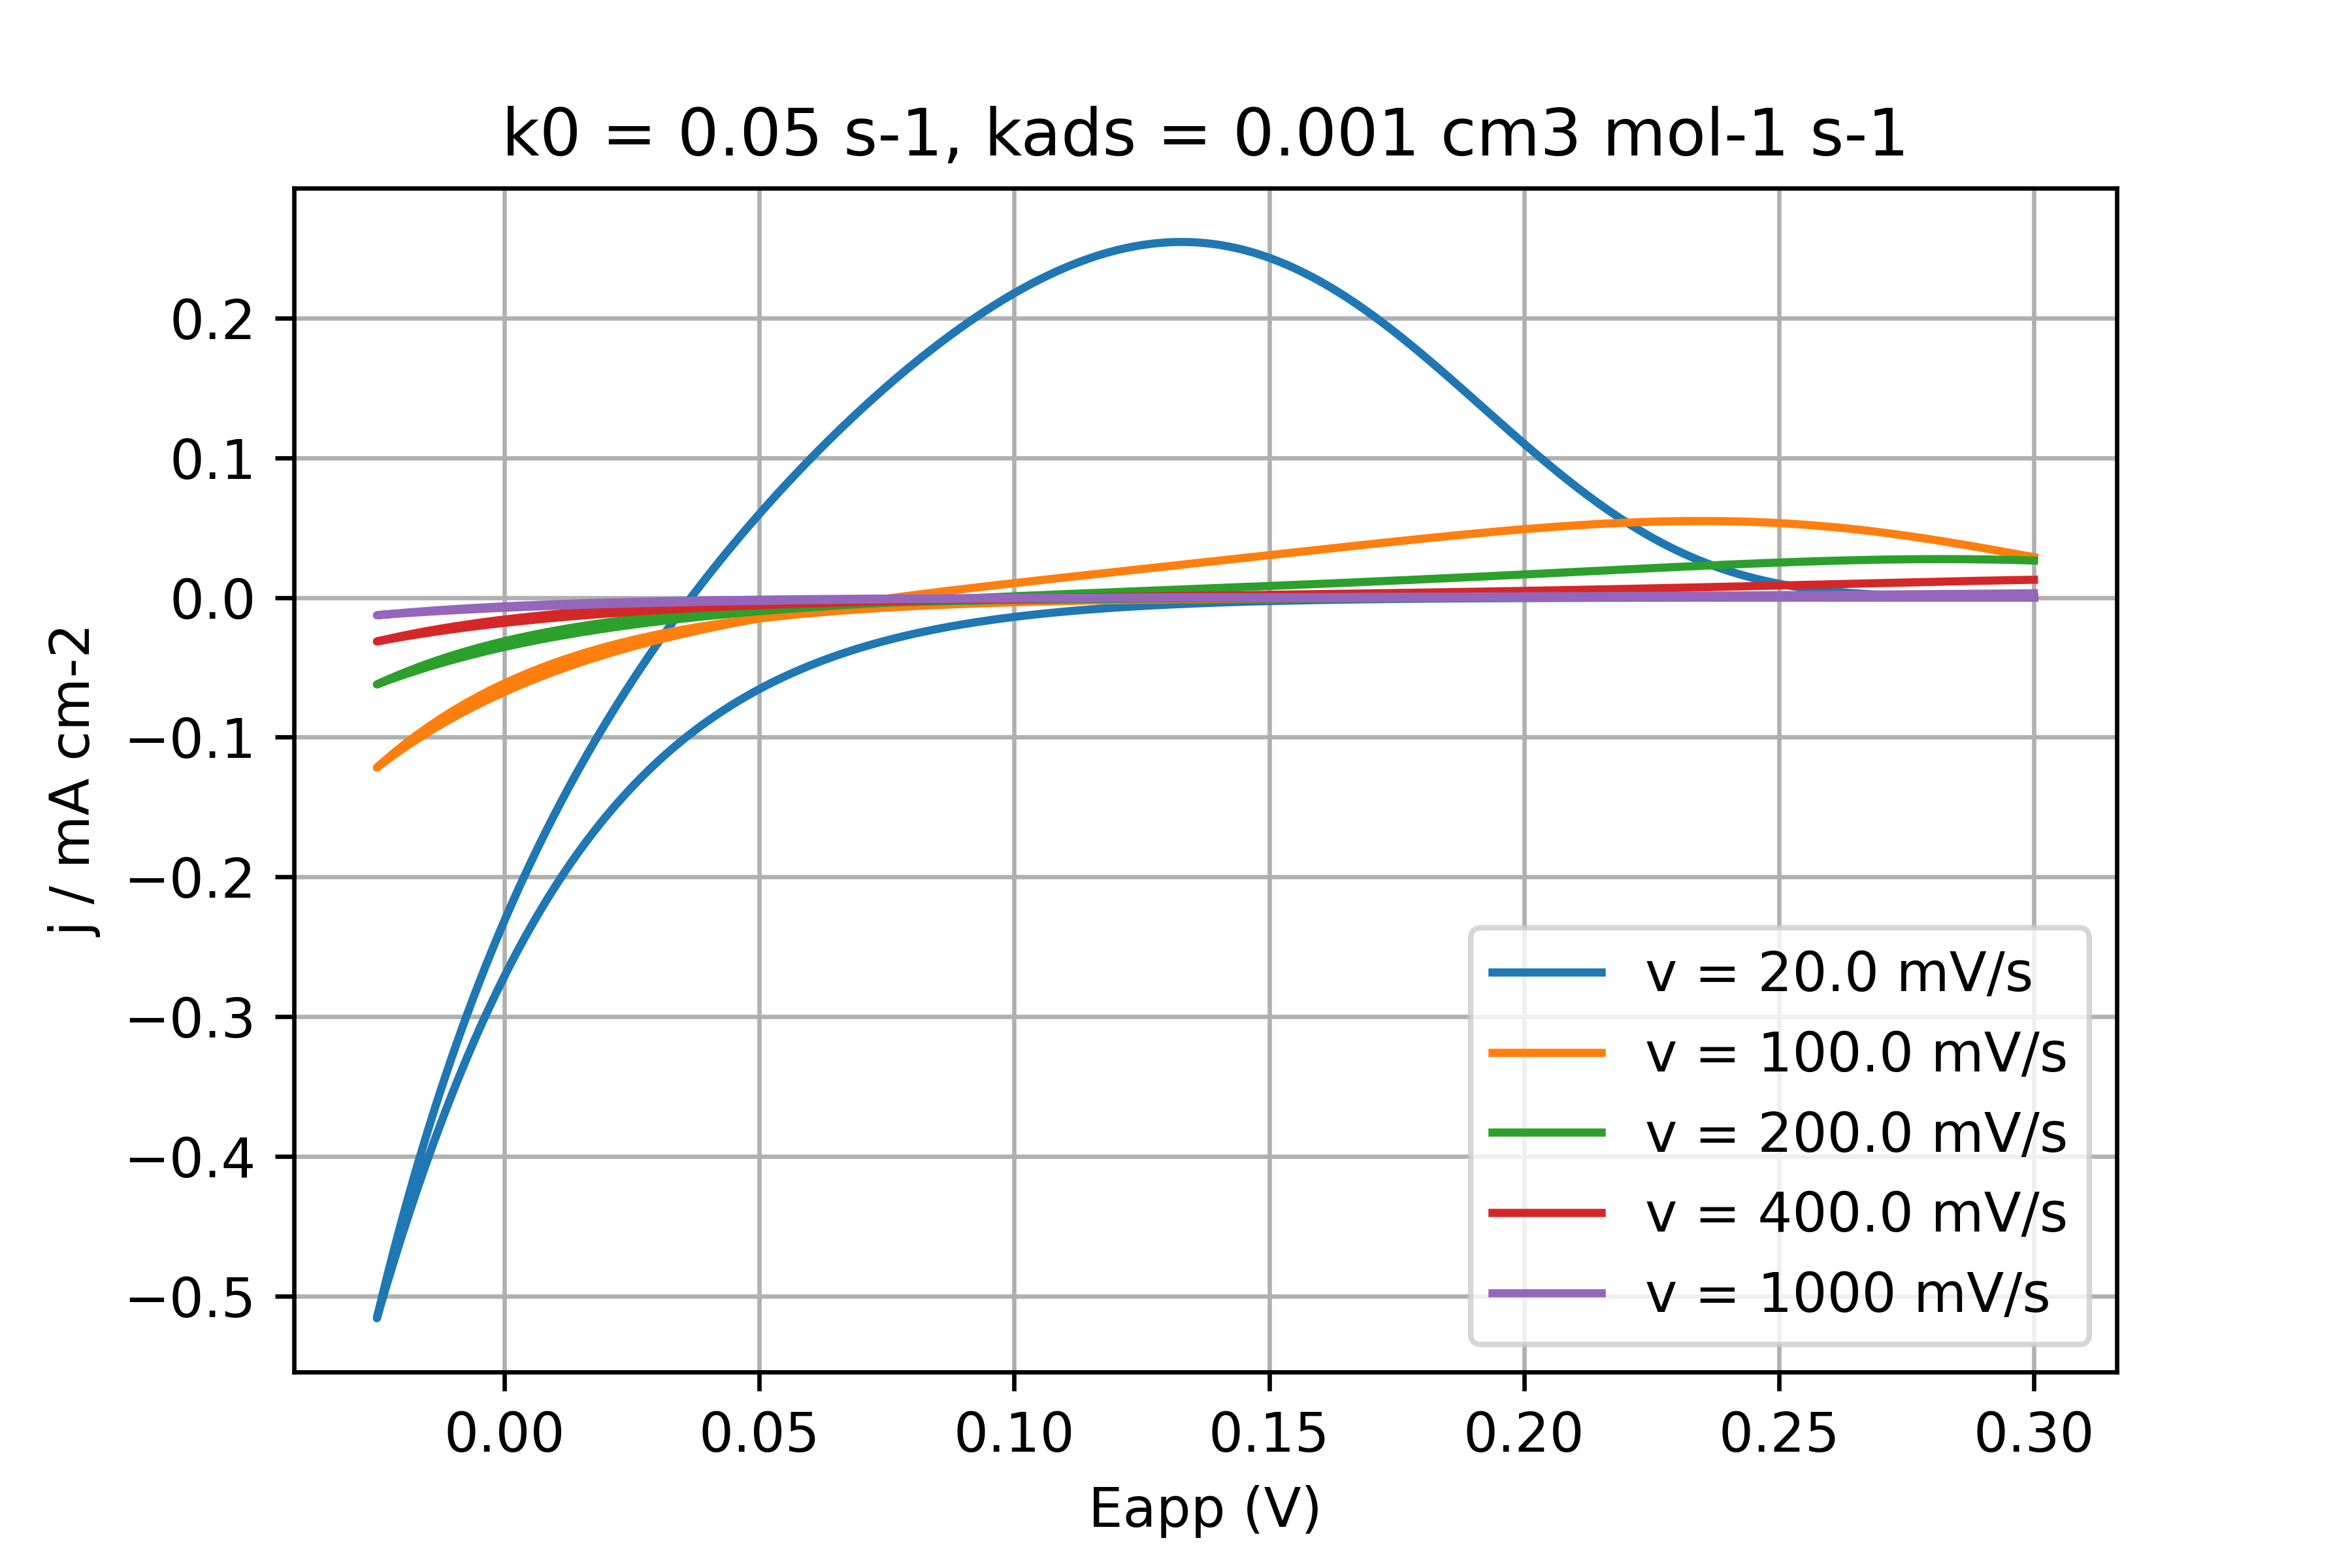 k0 = 0.05 s-1, kads = 0.001 cm3 mol-1 s-1
j / mA cm-2
0.2
0.1
0.0
−0.1
−0.2
−0.3
−0.4
−0.5
v = 20.0 mV/s
v = 100.0 mV/s
v = 200.0 mV/s
v = 400.0 mV/s
v = 1000 mV/s
0.00 0.05 0.10 0.15 0.20 0.25 0.30
Eapp (V)